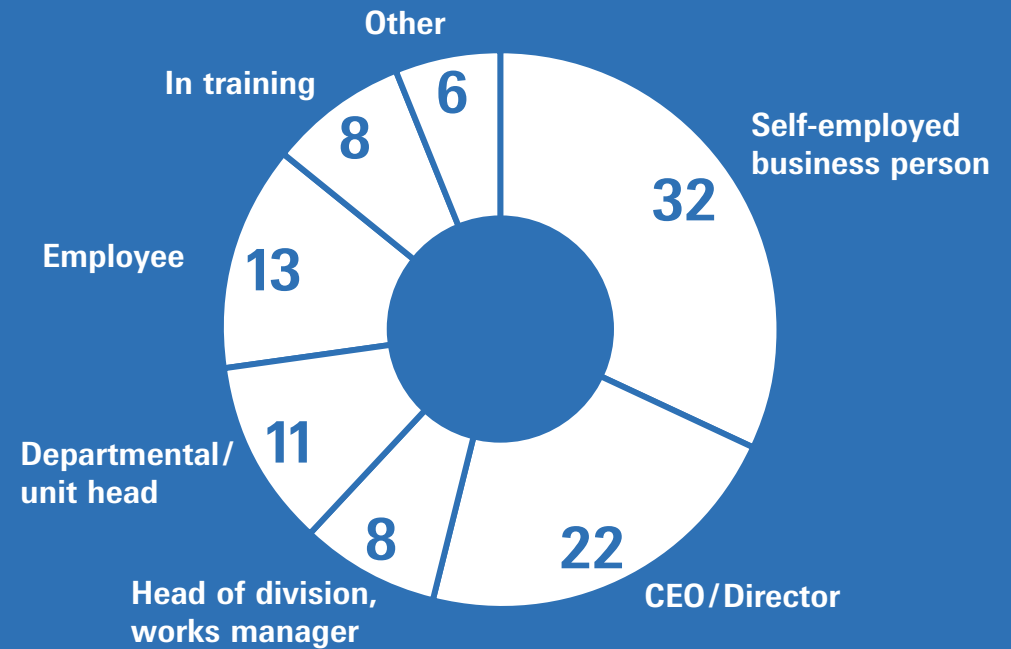 Other
6
Self-employed
business person
32
CEO/Director
22
Head of division,
works manager
8
Departmental/
unit head
11
Employee
13
In training
8